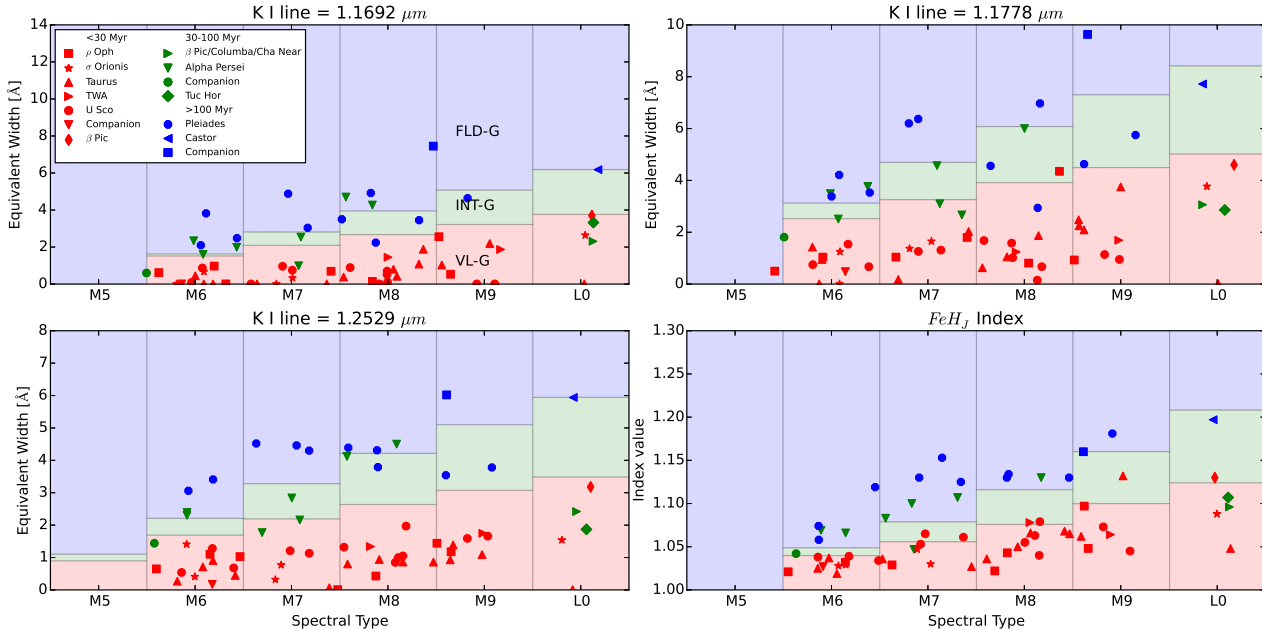 K I line = 1.1692 μm
14
12
10
8
6
4
2
0
Equivalent Width [Å]
<30 Myr
ρ Oph
σ Orionis
Taurus
TWA
U Sco
Companion
β Pic
30-100 Myr
β Pic/Columba/Cha Near
Alpha Persei
Companion
Tuc Hor
>100 Myr
Pleiades
Castor
Companion
FLD-G
INT-G
VL-G
M5 M6 M7 M8 M9 L0
K I line = 1.1778 μm
10
8
6
4
2
0
Equivalent Width [Å]
M5 M6 M7 M8 M9 L0
K I line = 1.2529 μm
8
7
6
5
4
3
2
1
0
Equivalent Width [Å]
M5 M6 M7 M8 M9 L0
Spectral Type
FeH_J Index
1.30
1.25
1.20
1.15
1.10
1.05
1.00
Index value
M5 M6 M7 M8 M9 L0
Spectral Type